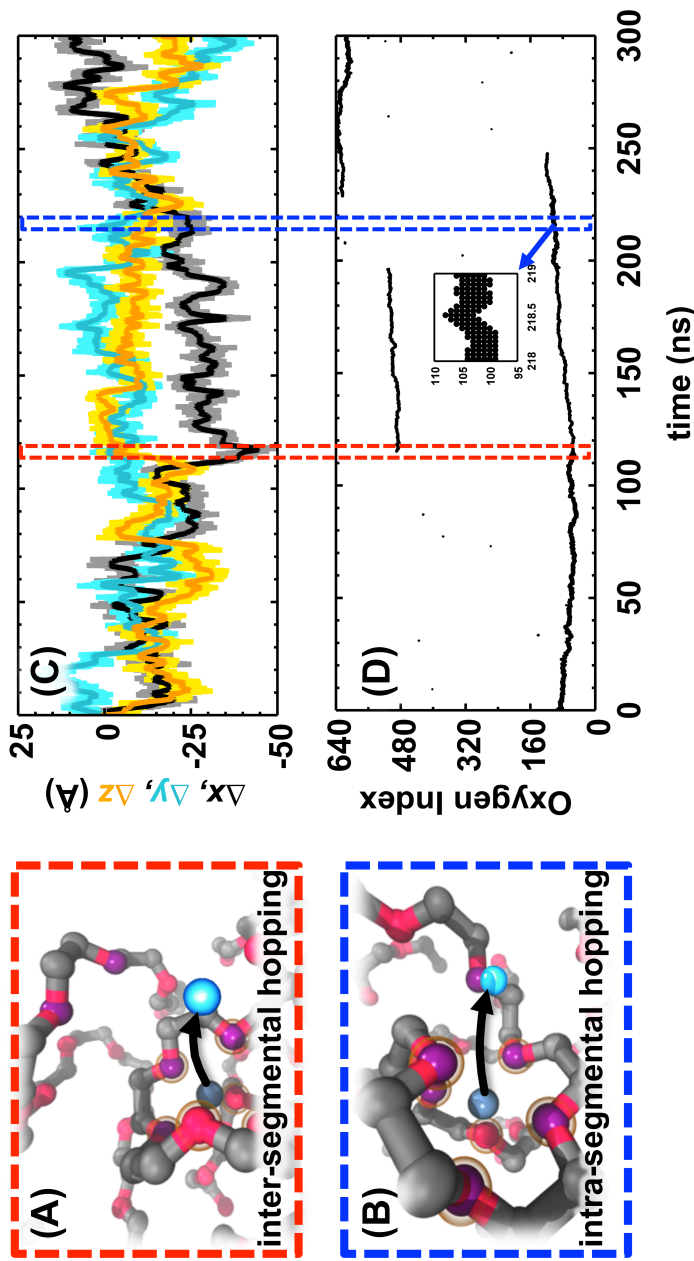 (A)
inter-segmental hopping
(B)
intra-segmental hopping
(C)
25
0
-25
-50
Δx, Δy, Δz (Å)
(D)
640
480
320
160
0
Oxygen Index
110
105
100
95
218
218.5
219
0
50
100
150
200
250
300
time (ns)